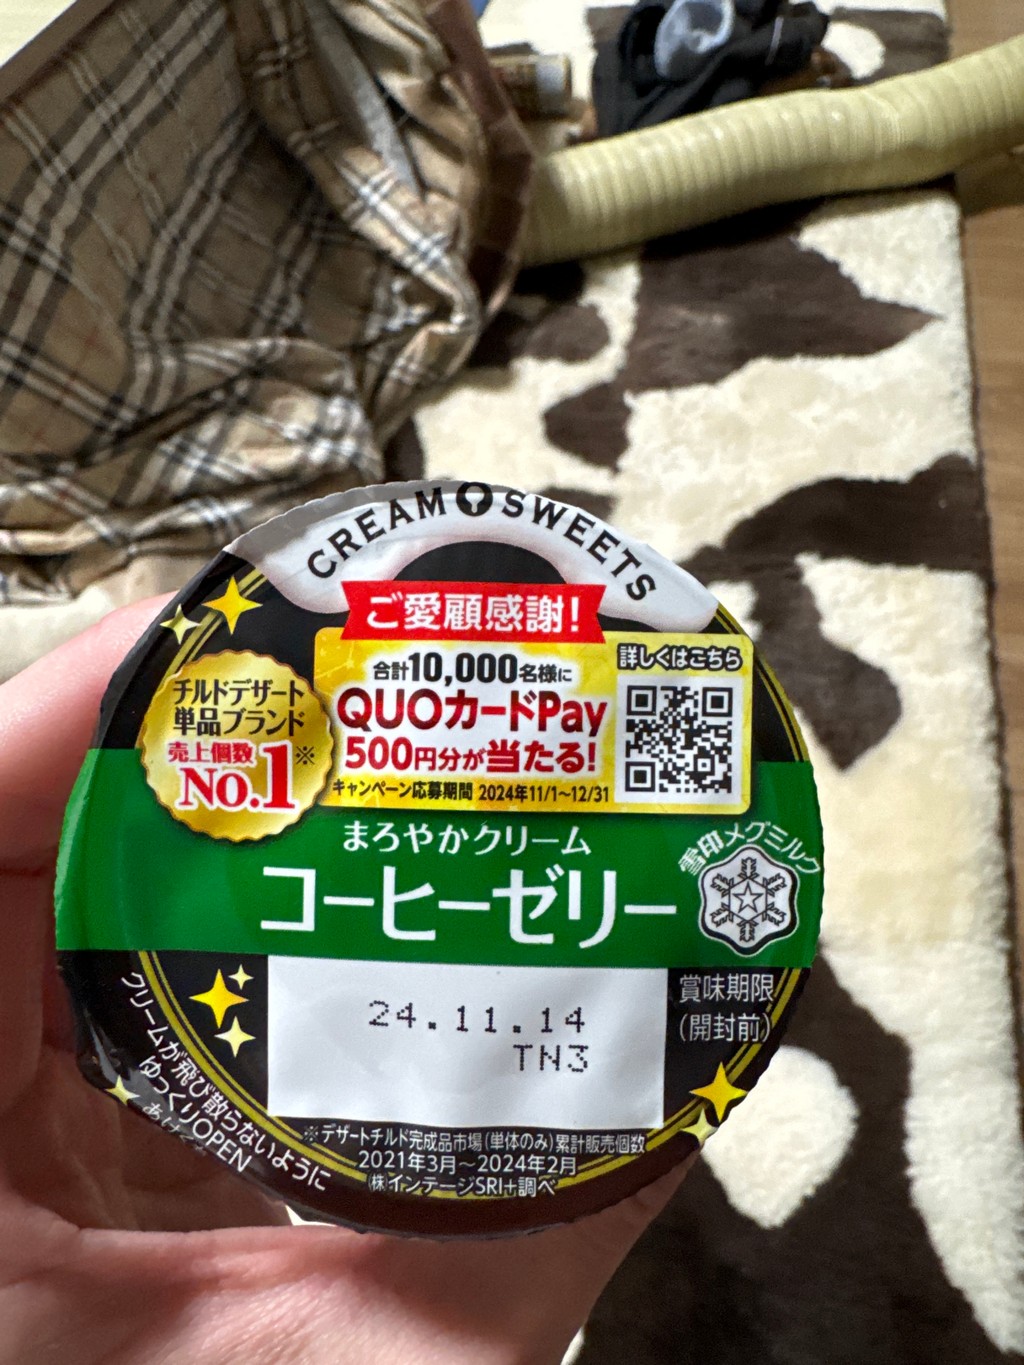 CREAM SWEETS
ご愛顧感謝!
合計10,000名様に
QUOカードPay
500円分が当たる!
キャンペーン応募期間 2024年11/1~12/31
詳しくはこちら
チルドデザート
単品ブランド
売上個数
No.1※
まろやかクリーム
コーヒーゼリー
雪印メグミルク
24.11.14
TN3
賞味期限
(開封前)
クリームが飛び散らないように
ゆっくりOPEN
※デザートチルド完成品市場(単体のみ)累計販売個数
2021年3月~2024年2月
(株)インテージSRI+調べ